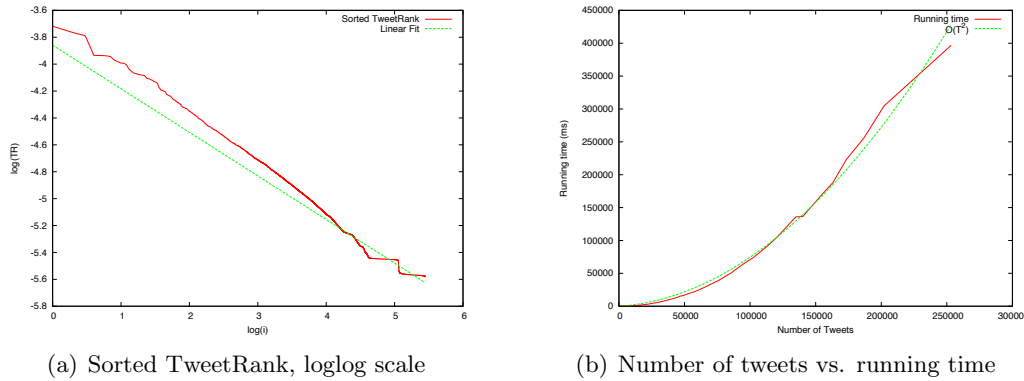 -3.6
-3.8
-4
-4.2
-4.4
-4.6
-4.8
-5
-5.2
-5.4
-5.6
-5.8
log(TR)
0 1 2 3 4 5 6
log(i)
Sorted TweetRank
Linear Fit
(a) Sorted TweetRank, loglog scale
450000
400000
350000
300000
250000
200000
150000
100000
50000
0
Running time (ms)
0 50000 100000 150000 200000 250000 30000
Number of Tweets
Running time
O(T²)
(b) Number of tweets vs. running time